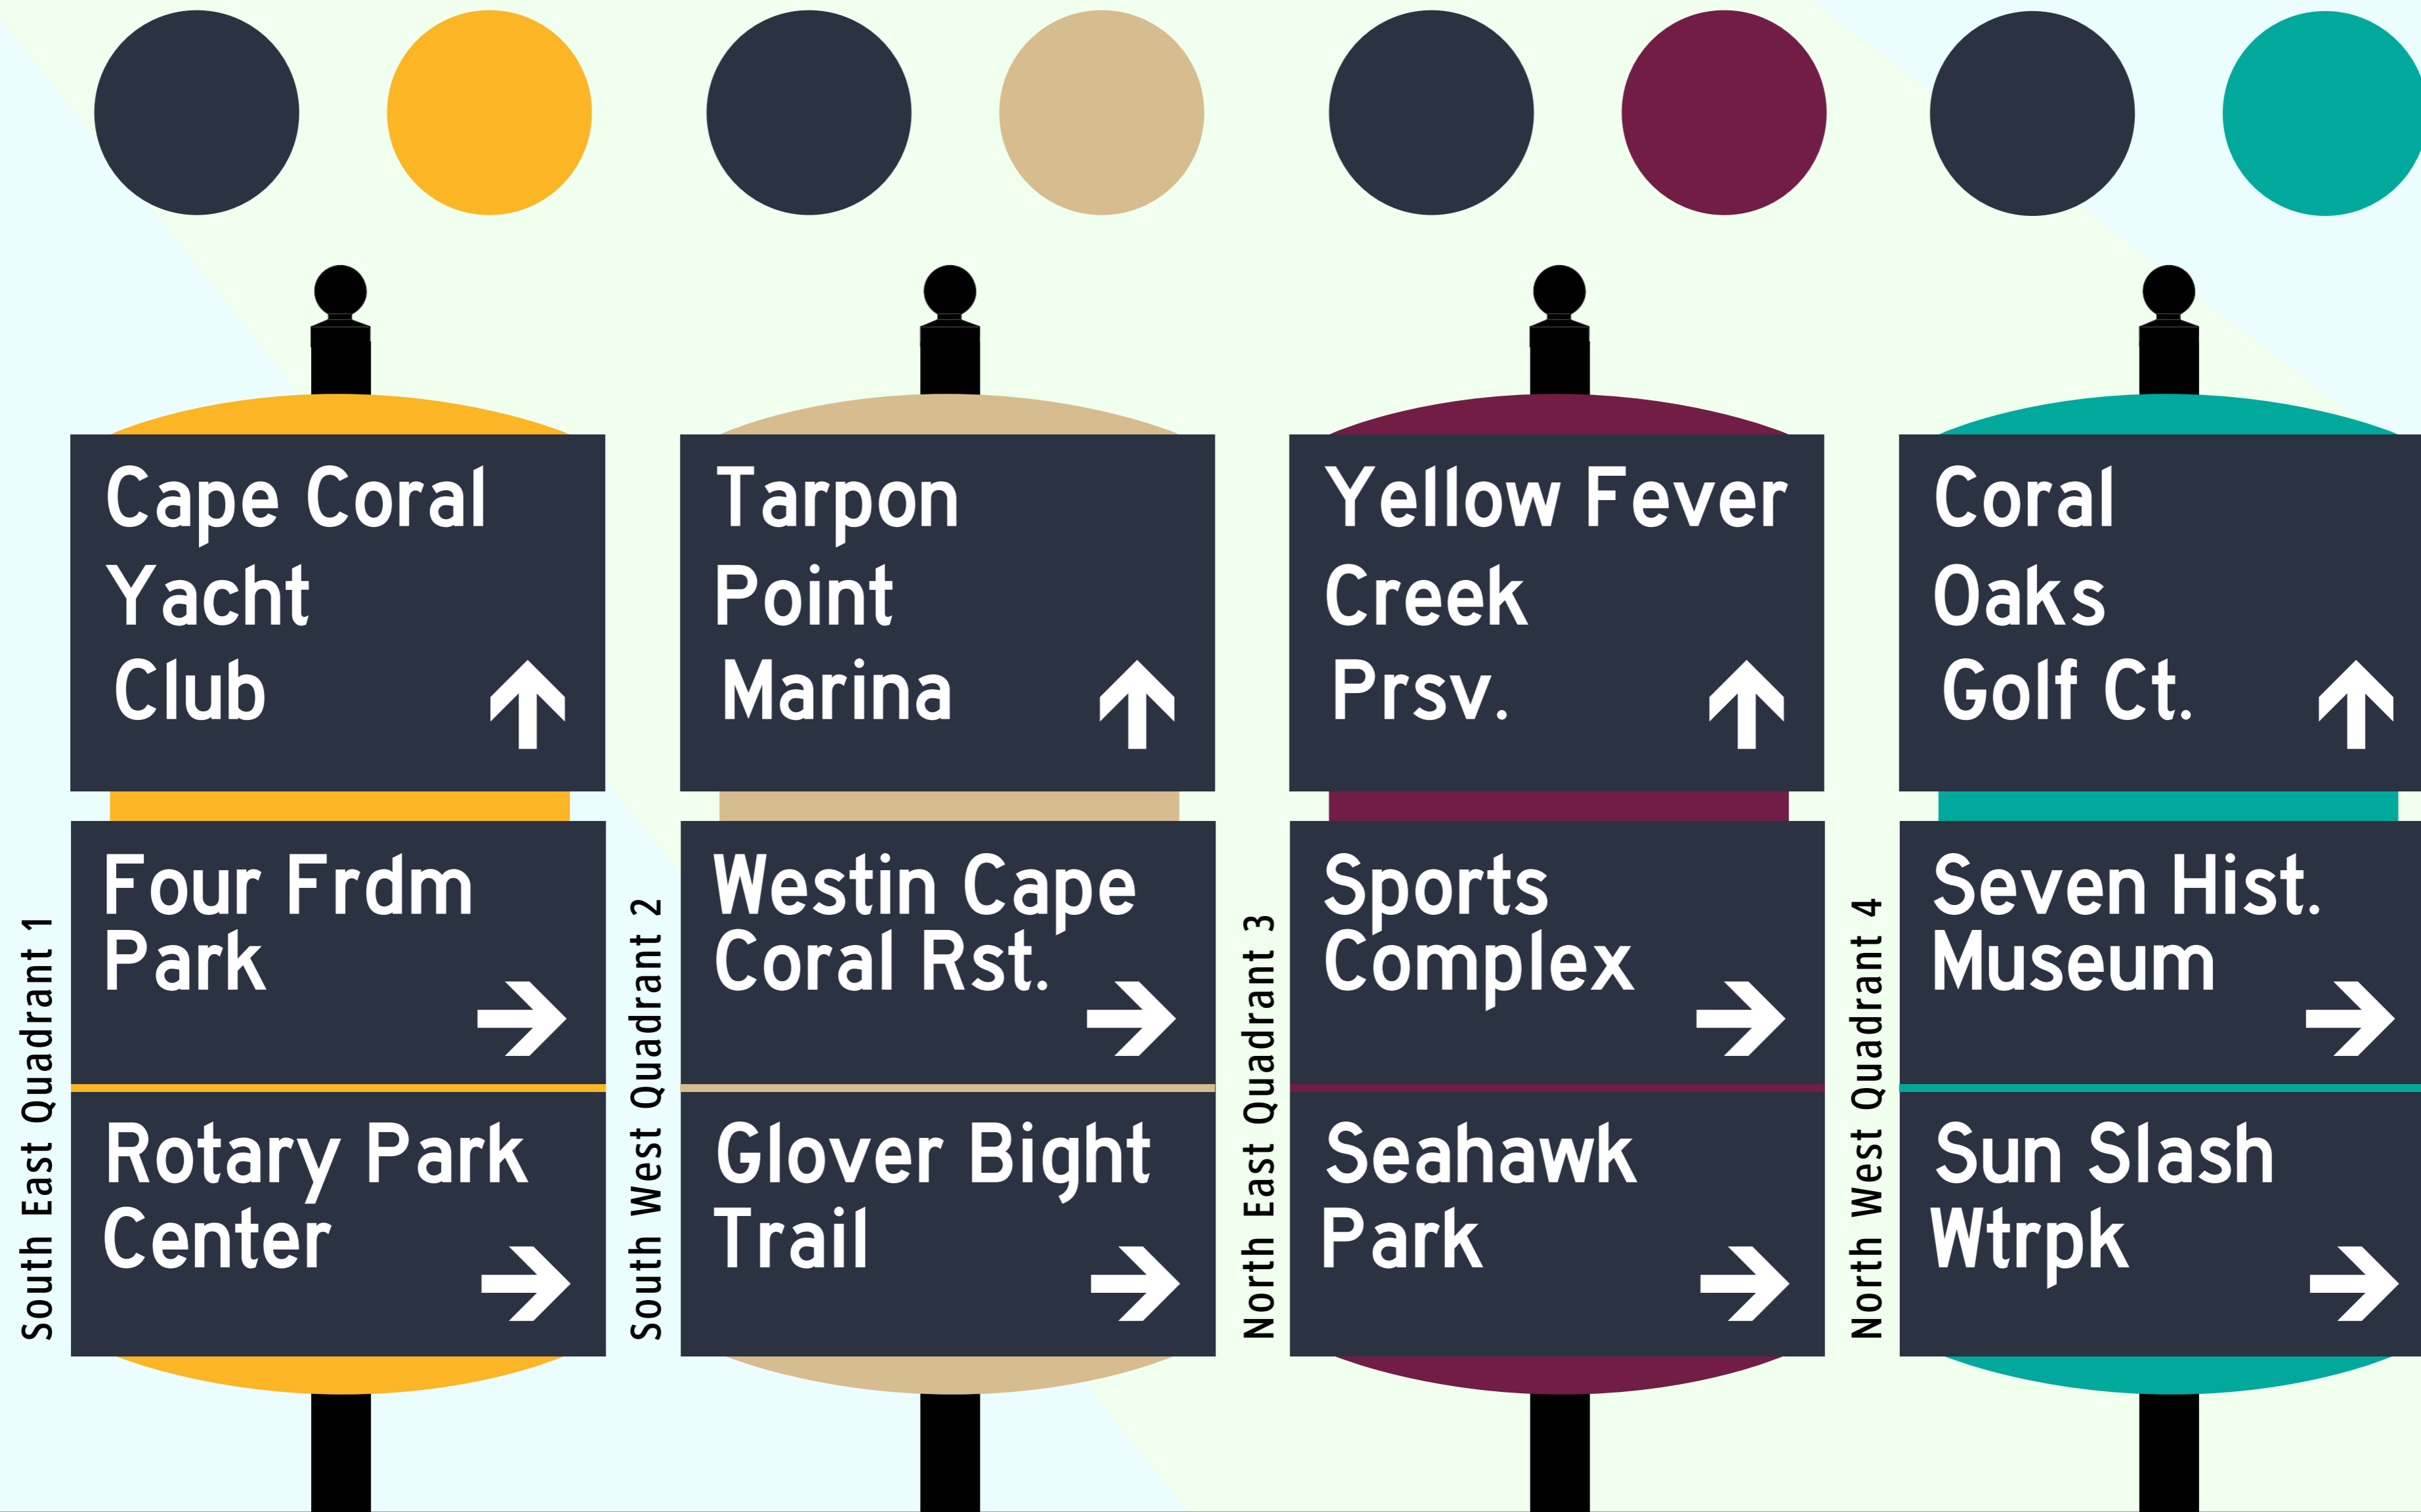 South East Quadrant 1
Cape Coral
Yacht
Club
Four Frdm
Park
Rotary Park
Center
South West Quadrant 2
Tarpon
Point
Marina
Westin Cape
Coral Rst.
Glover Bight
Trail
North East Quadrant 3
Yellow Fever
Creek
Prsv.
Sports
Complex
Seahawk
Park
North West Quadrant 4
Coral
Oaks
Golf Ct.
Seven Hist.
Museum
Sun Slash
Wtrpk